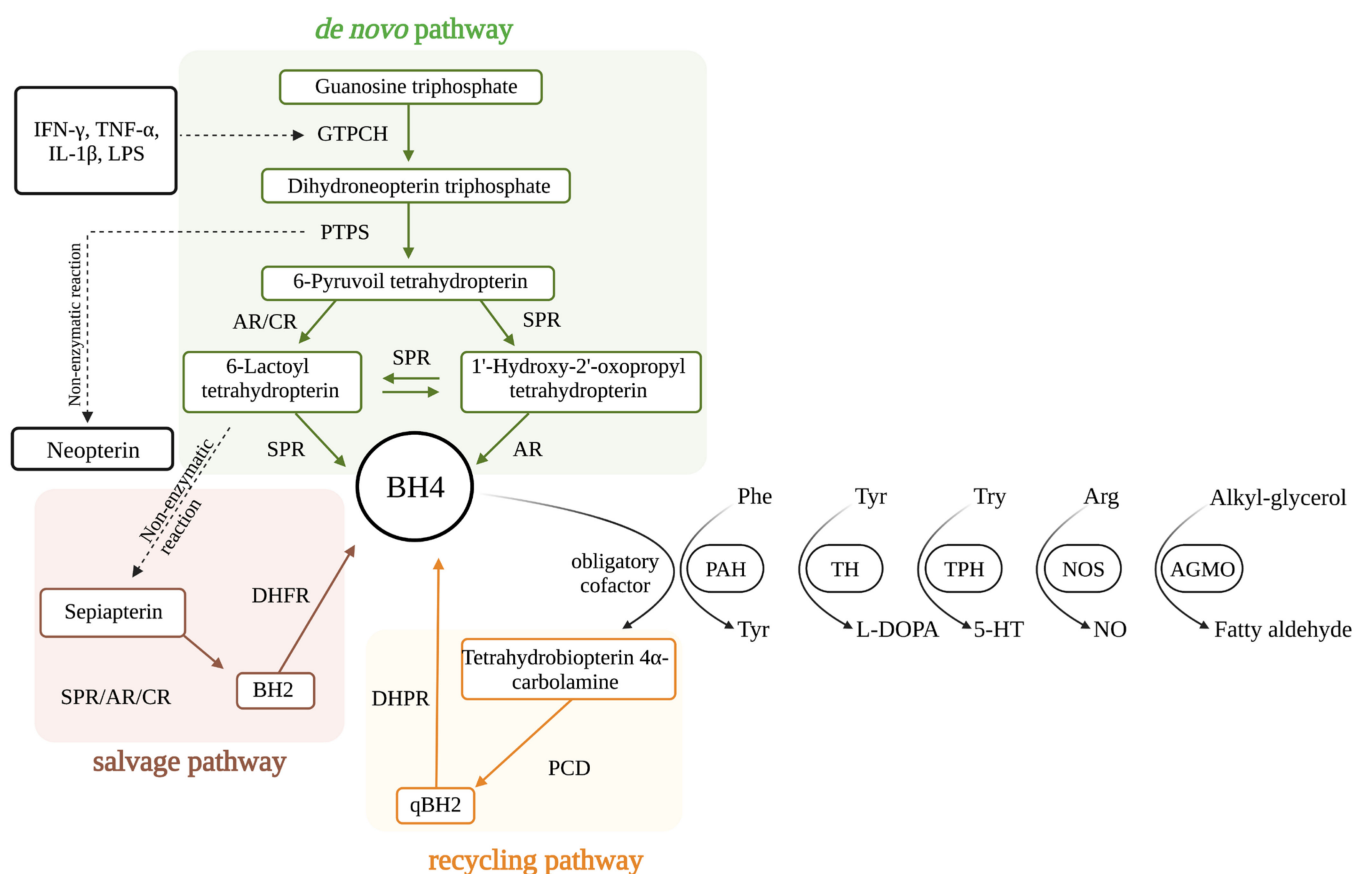 de novo pathway
Guanosine triphosphate
IFN-γ, TNF-α,
IL-1β, LPS
GTPCH
Dihydroneopterin triphosphate
PTPS
Non-enzymatic reaction
6-Pyruvoil tetrahydropterin
AR/CR
SPR
6-Lactoyl
tetrahydropterin
SPR
1'-Hydroxy-2'-oxopropyl
tetrahydropterin
Neopterin
SPR
AR
Non-enzymatic
reaction
BH4
Phe
Tyr
Try
Arg
Alkyl-glycerol
obligatory
cofactor
PAH
TH
TPH
NOS
AGMO
Tyr
L-DOPA
5-HT
NO
Fatty aldehyde
Sepiapterin
DHFR
SPR/AR/CR
BH2
salvage pathway
Tetrahydrobiopterin 4α-
carbolamine
DHPR
PCD
qBH2
recycling pathway